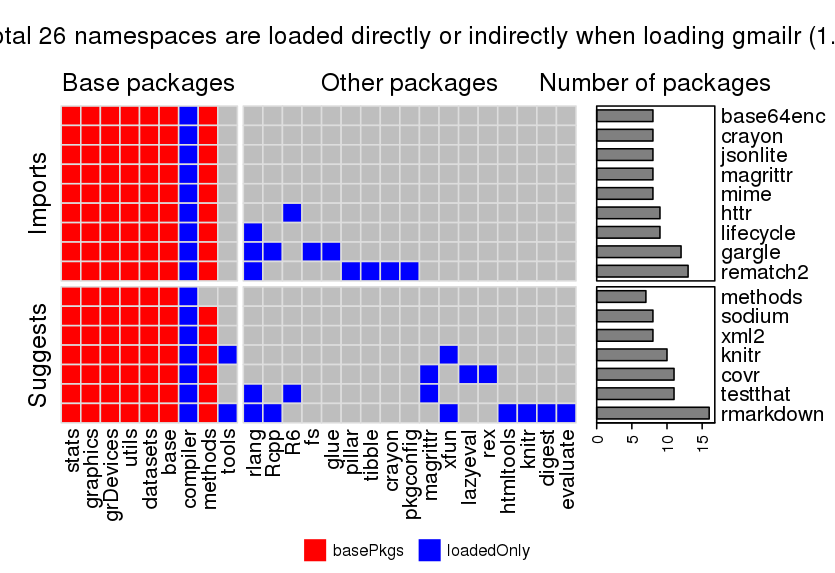 otal 26 namespaces are loaded directly or indirectly when loading gmailr (1.
Base packages
Other packages
Number of packages
Imports
Suggests
base64enc
crayon
jsonlite
magrittr
mime
httr
lifecycle
gargle
rematch2
methods
sodium
xml2
knitr
covr
testthat
rmarkdown
0
5
10
15
stats
graphics
grDevices
utils
datasets
base
compiler
methods
tools
rlang
Rcpp
R6
fs
glue
pillar
tibble
crayon
pkgconfig
magrittr
xfun
lazyeval
rex
htmltools
knitr
digest
evaluate
basePkgs
loadedOnly